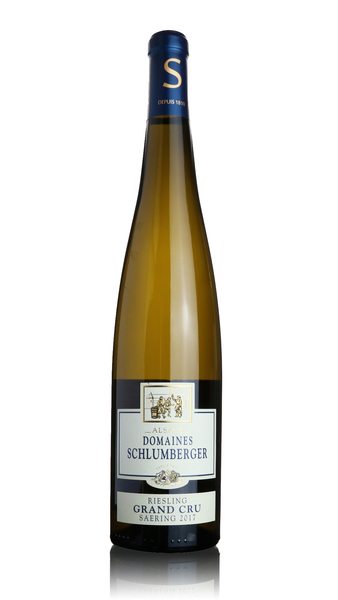 S
DEPUIS 1810
ALSACE
DOMAINES
SCHLUMBERGER
RIESLING
GRAND CRU
SAERING 2017